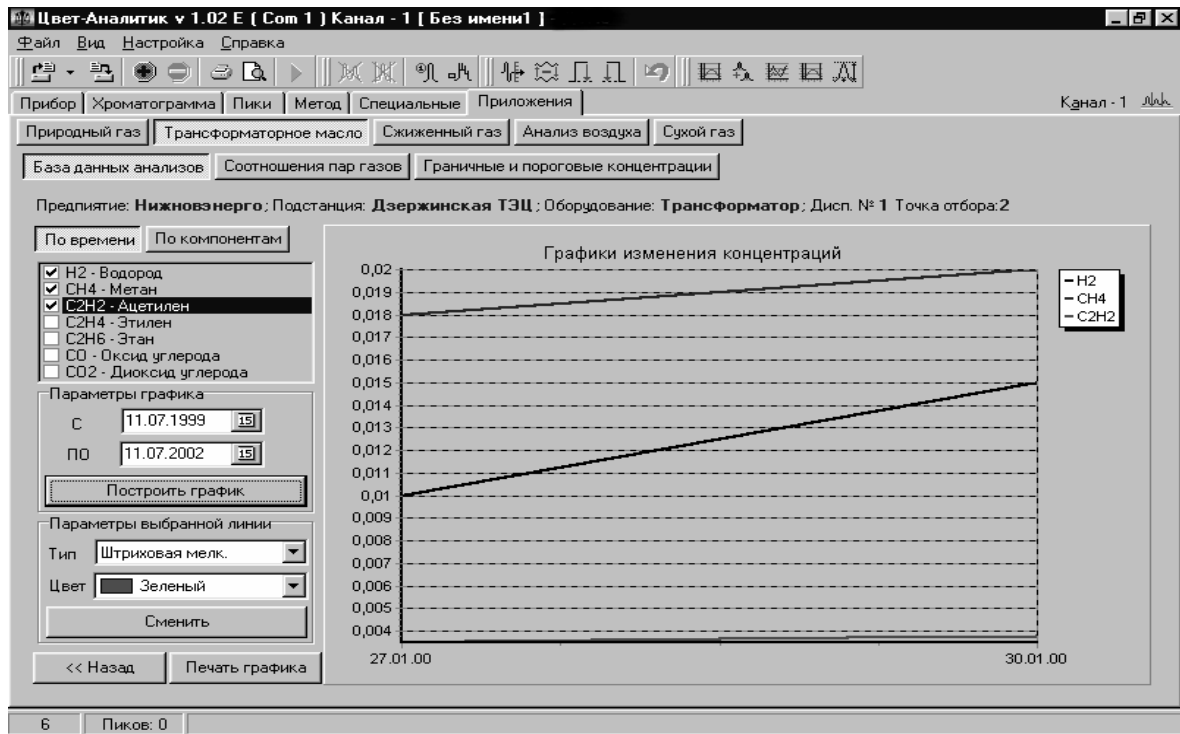 Цвет-Аналитик v 1.02 E ( Com 1 ) Канал - 1 [ Без имени1 ] -
Файл Вид Настройка Справка
Прибор Хроматограмма Пики Метод Специальные Приложения Канал - 1
Природный газ Трансформаторное масло Сжиженный газ Анализ воздуха Сухой газ
База данных анализов Соотношения пар газов Граничные и пороговые концентрации
Предпиятие: Нижновэнерго; Подстанция: Дзержинская ТЭЦ; Оборудование: Трансформатор; Дисп. № 1 Точка отбора:2
По времени По компонентам
H2 - Водород
CH4 - Метан
C2H2 - Ацетилен
C2H4 - Этилен
C2H6 - Этан
CO - Оксид углерода
CO2 - Диоксид углерода
Параметры графика
С 11.07.1999 15
ПО 11.07.2002 15
Построить график
Параметры выбранной линии
Тип Штриховая мелк.
Цвет Зеленый
Сменить
<< Назад Печать графика
Графики изменения концентраций
0,02
0,019
0,018
0,017
0,016
0,015
0,014
0,013
0,012
0,011
0,01
0,009
0,008
0,007
0,006
0,005
0,004
27.01.00 30.01.00
H2
CH4
C2H2
6 Пиков: 0